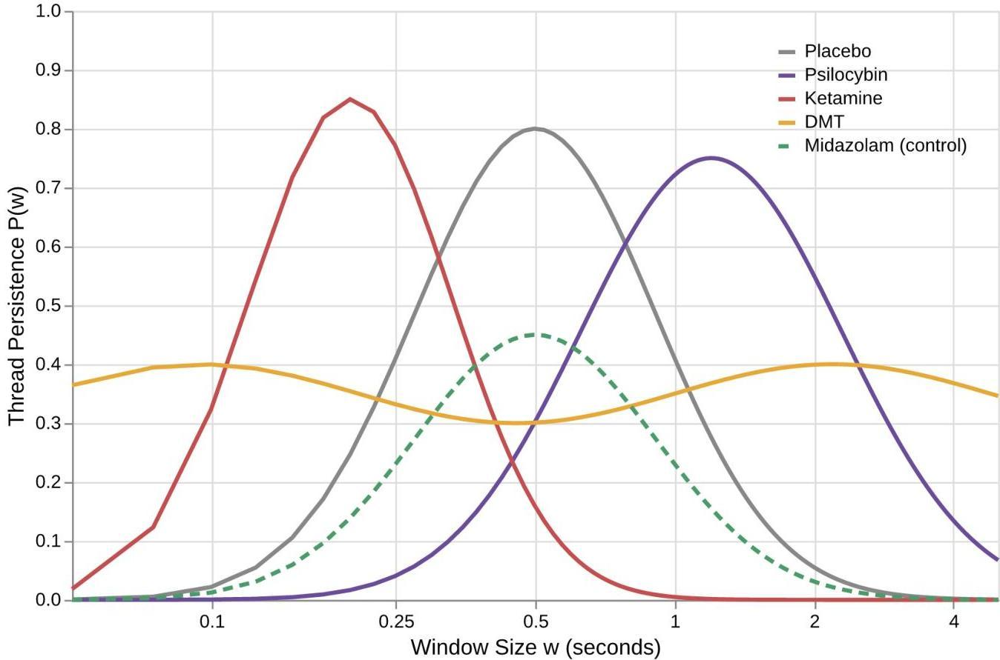 1.0
0.9
0.8
0.7
0.6
0.5
0.4
0.3
0.2
0.1
0.0
Thread Persistence P(w)
Placebo
Psilocybin
Ketamine
DMT
Midazolam (control)
0.1 0.25 0.5 1 2 4
Window Size w (seconds)